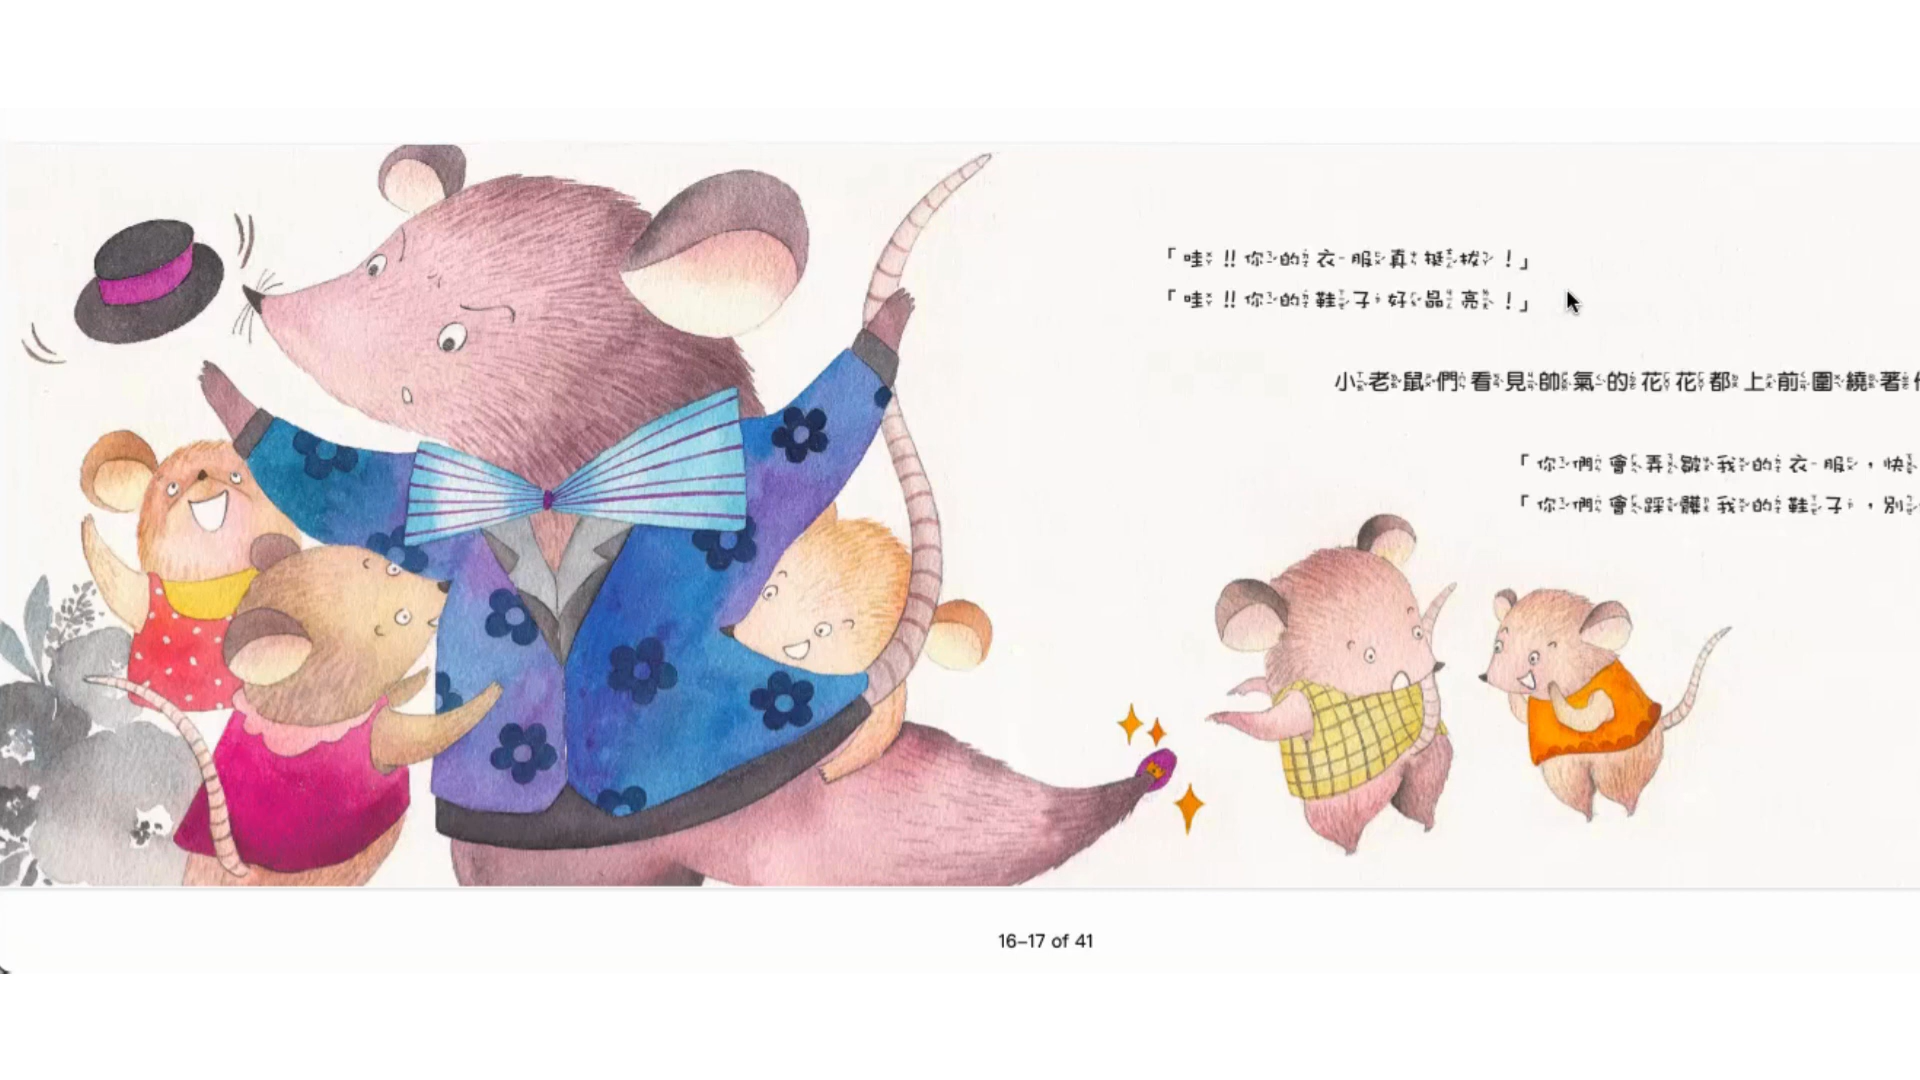 「哇!!你的衣服真挺拔!」
「哇!!你的鞋子好晶亮!」
小老鼠們看見帥氣的花花都上前圍繞著
「你們會弄皺我的衣服,快
「你們會踩髒我的鞋子,別
16–17 of 41